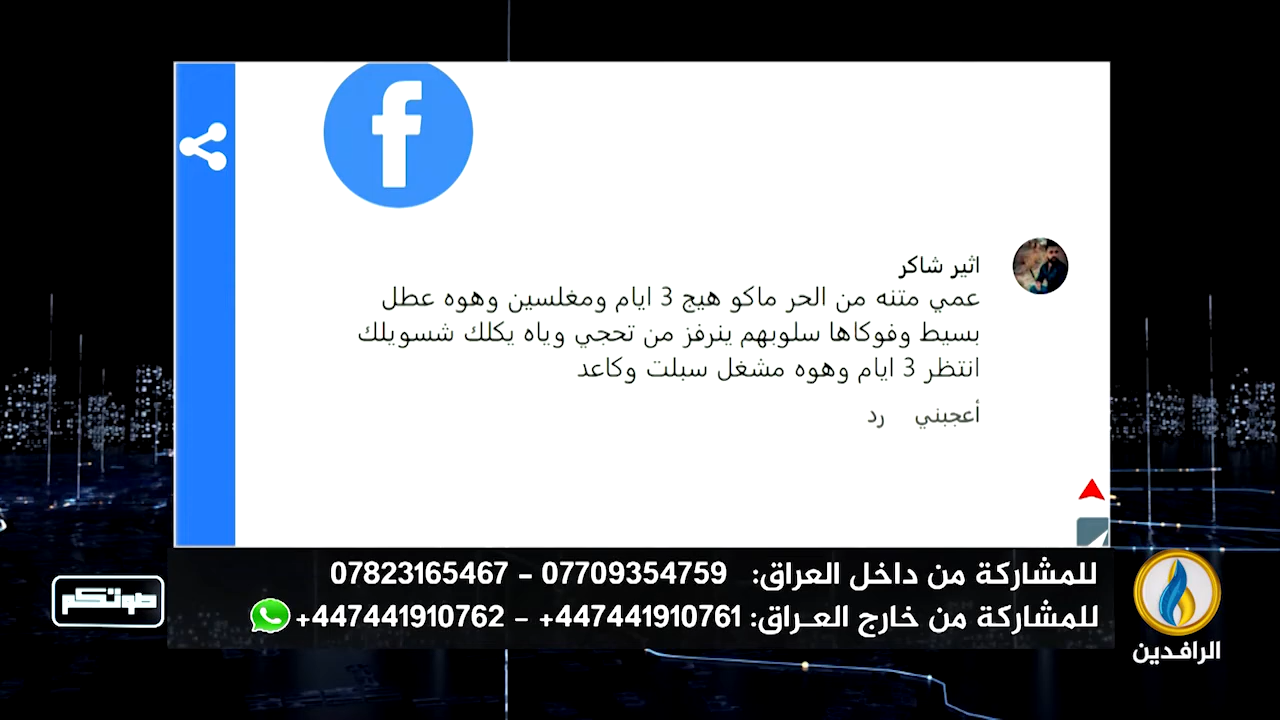 f
اثير شاكر
عمي متنه من الحر ماكو هيج 3 ايام ومغلسين وهوه عطل
بسيط وفوكاها سلوبهم ينرفز من تحجي وياه يكلك شسويلك
انتظر 3 ايام وهوه مشغل سبلت وكاعد
أعجبني رد
للمشاركة من داخل العراق: 07709354759 - 07823165467
للمشاركة من خارج العـراق: 447441910761+ - 447441910762+
صوتكم
الرافدين